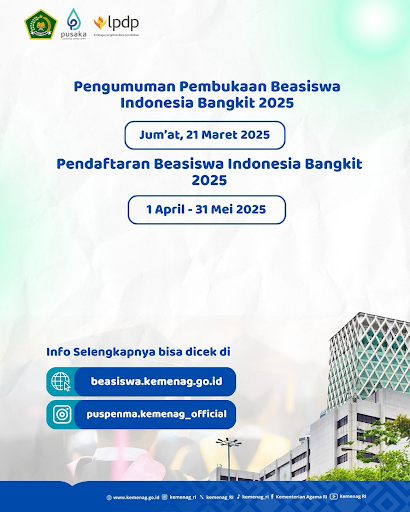 pusaka
lpdp
Pengumuman Pembukaan Beasiswa
Indonesia Bangkit 2025
Jum'at, 21 Maret 2025
Pendaftaran Beasiswa Indonesia Bangkit
2025
1 April - 31 Mei 2025
Info Selengkapnya bisa dicek di
beasiswa.kemenag.go.id
puspenma.kemenag_official
www.kemenag.go.id kemenag_ri kemenag_RI kemenag_ri Kementerian Agama RI Kemenag RI